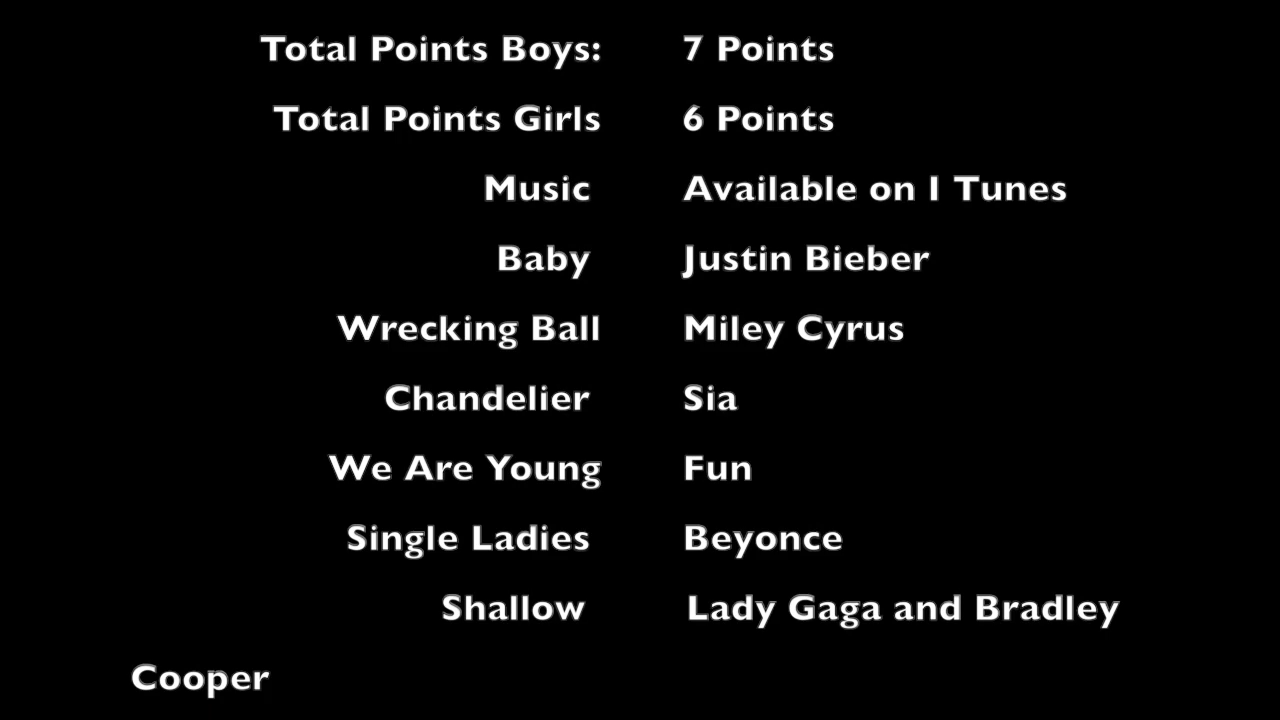 Total Points Boys: 7 Points
Total Points Girls 6 Points
Music Available on I Tunes
Baby Justin Bieber
Wrecking Ball Miley Cyrus
Chandelier Sia
We Are Young Fun
Single Ladies Beyonce
Shallow Lady Gaga and Bradley
Cooper